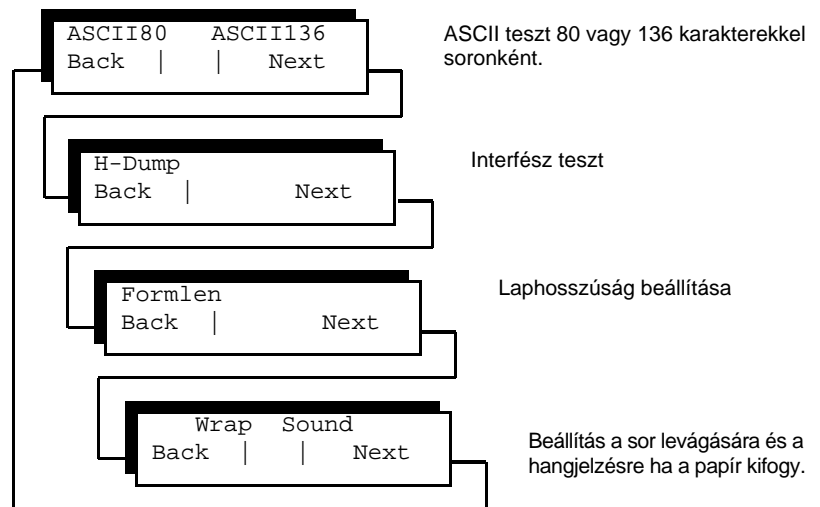 ASCII80 ASCII136
Back | | Next
ASCII teszt 80 vagy 136 karakterekkel
soronként.
H-Dump
Back | Next
Interfész teszt
Formlen
Back | Next
Laphosszúság beállítása
Wrap Sound
Back | | Next
Beállítás a sor levágására és a
hangjelzésre ha a papír kifogy.